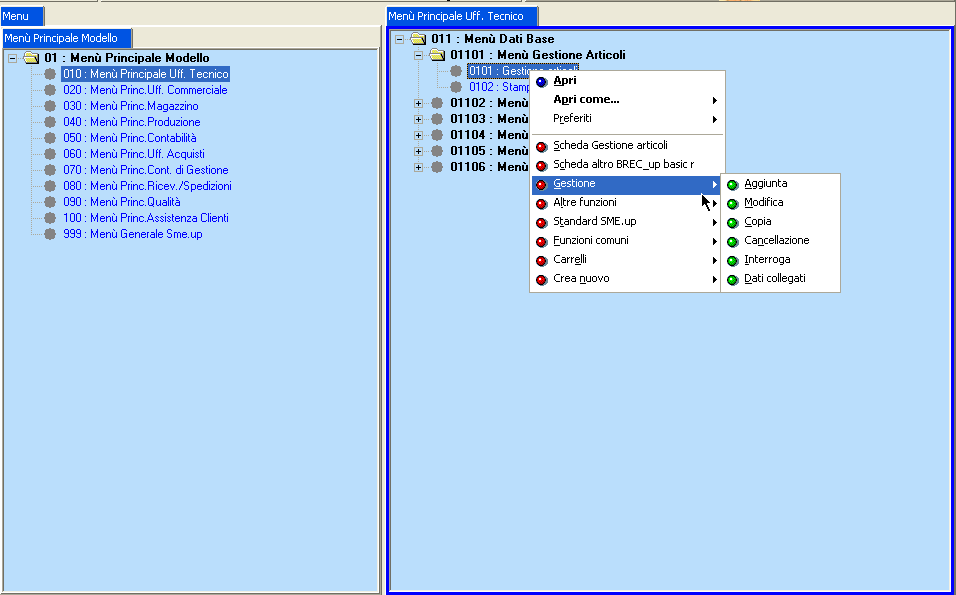 Menu
Menù Principale Modello
01 : Menù Principale Modello
010 : Menù Principale Uff. Tecnico
020 : Menù Princ.Uff. Commerciale
030 : Menù Princ.Magazzino
040 : Menù Princ.Produzione
050 : Menù Princ.Contabilità
060 : Menù Princ.Uff. Acquisti
070 : Menù Princ.Cont. di Gestione
080 : Menù Princ.Ricev./Spedizioni
090 : Menù Princ.Qualità
100 : Menù Princ.Assistenza Clienti
999 : Menù Generale Sme.up
Menù Principale Uff. Tecnico
011 : Menù Dati Base
01101 : Menù Gestione Articoli
0101 : Gestione articoli
0102 : Stamp
01102 : Menù
01103 : Menù
01104 : Menù
01105 : Menù
01106 : Menù
Apri
Apri come...
Preferiti
Scheda Gestione articoli
Scheda altro BREC_up basic r
Gestione
Altre funzioni
Standard SME.up
Funzioni comuni
Carrelli
Crea nuovo
Aggiunta
Modifica
Copia
Cancellazione
Interroga
Dati collegati